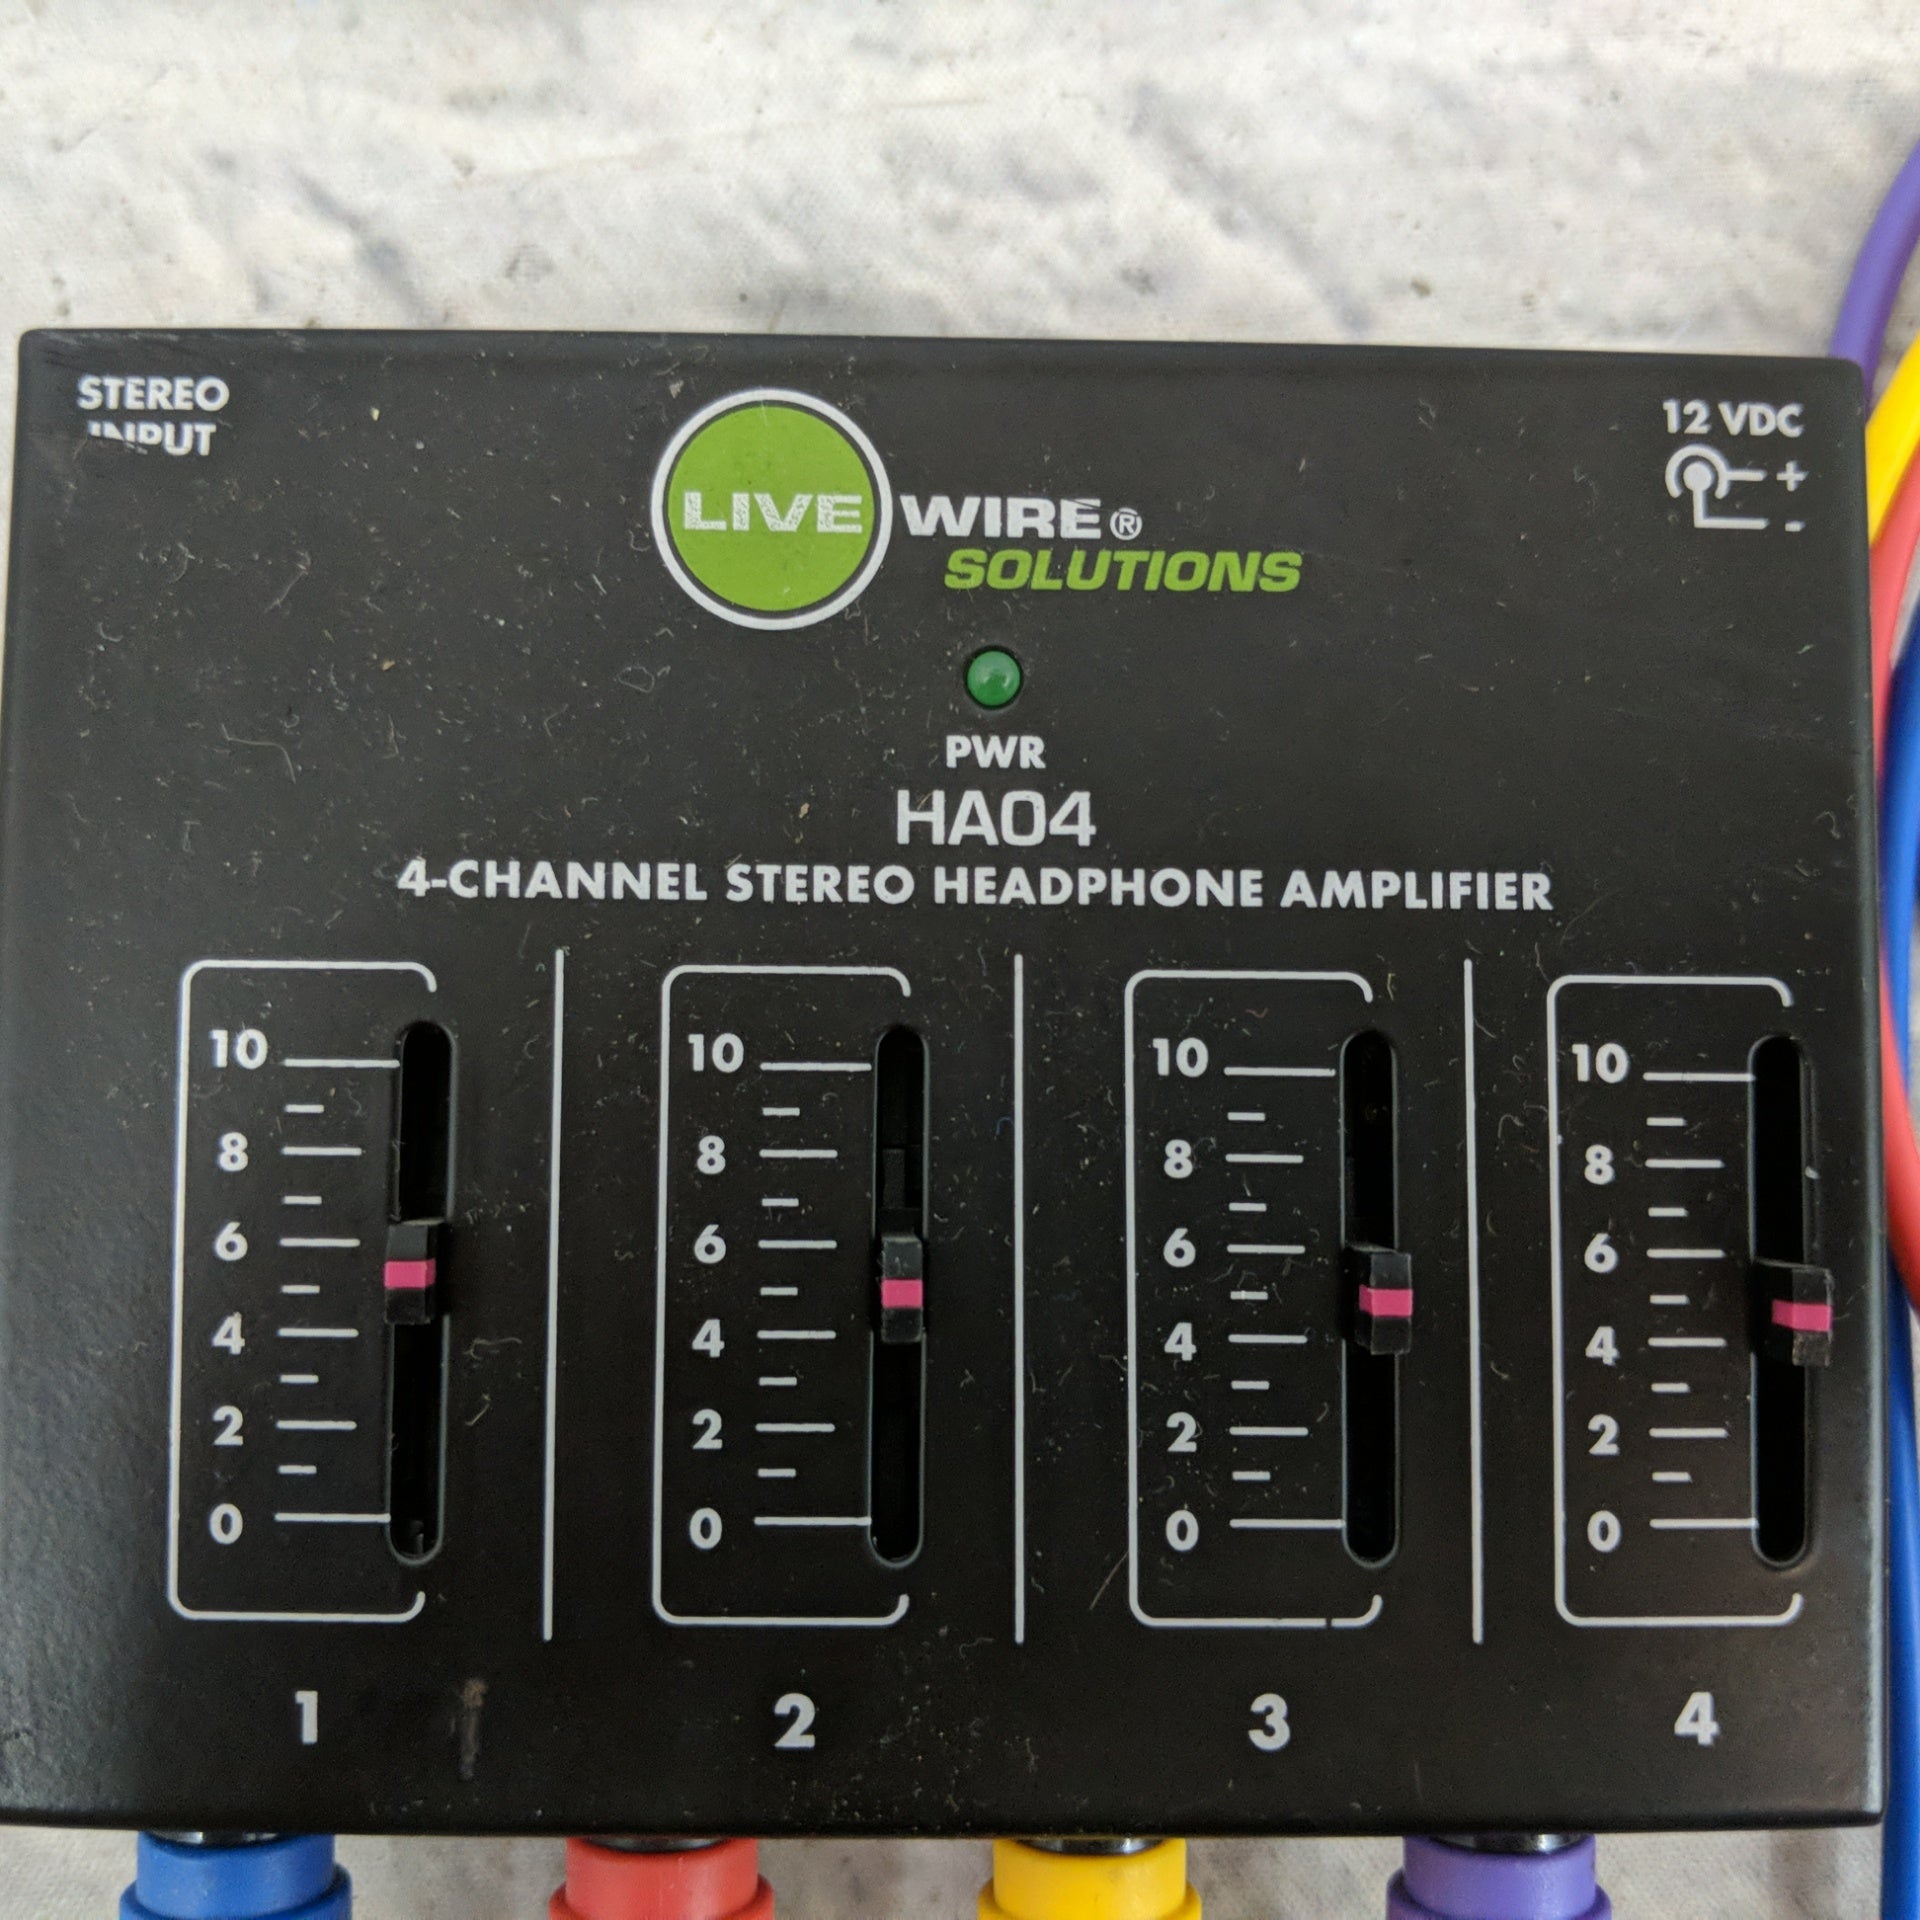 STEREO
INPUT
12 VDC
+
-
LIVE WIRE®
SOLUTIONS
PWR
HA04
4-CHANNEL STEREO HEADPHONE AMPLIFIER
10 10 10 10
8 8 8 8
6 6 6 6
4 4 4 4
2 2 2 2
0 0 0 0
1 2 3 4